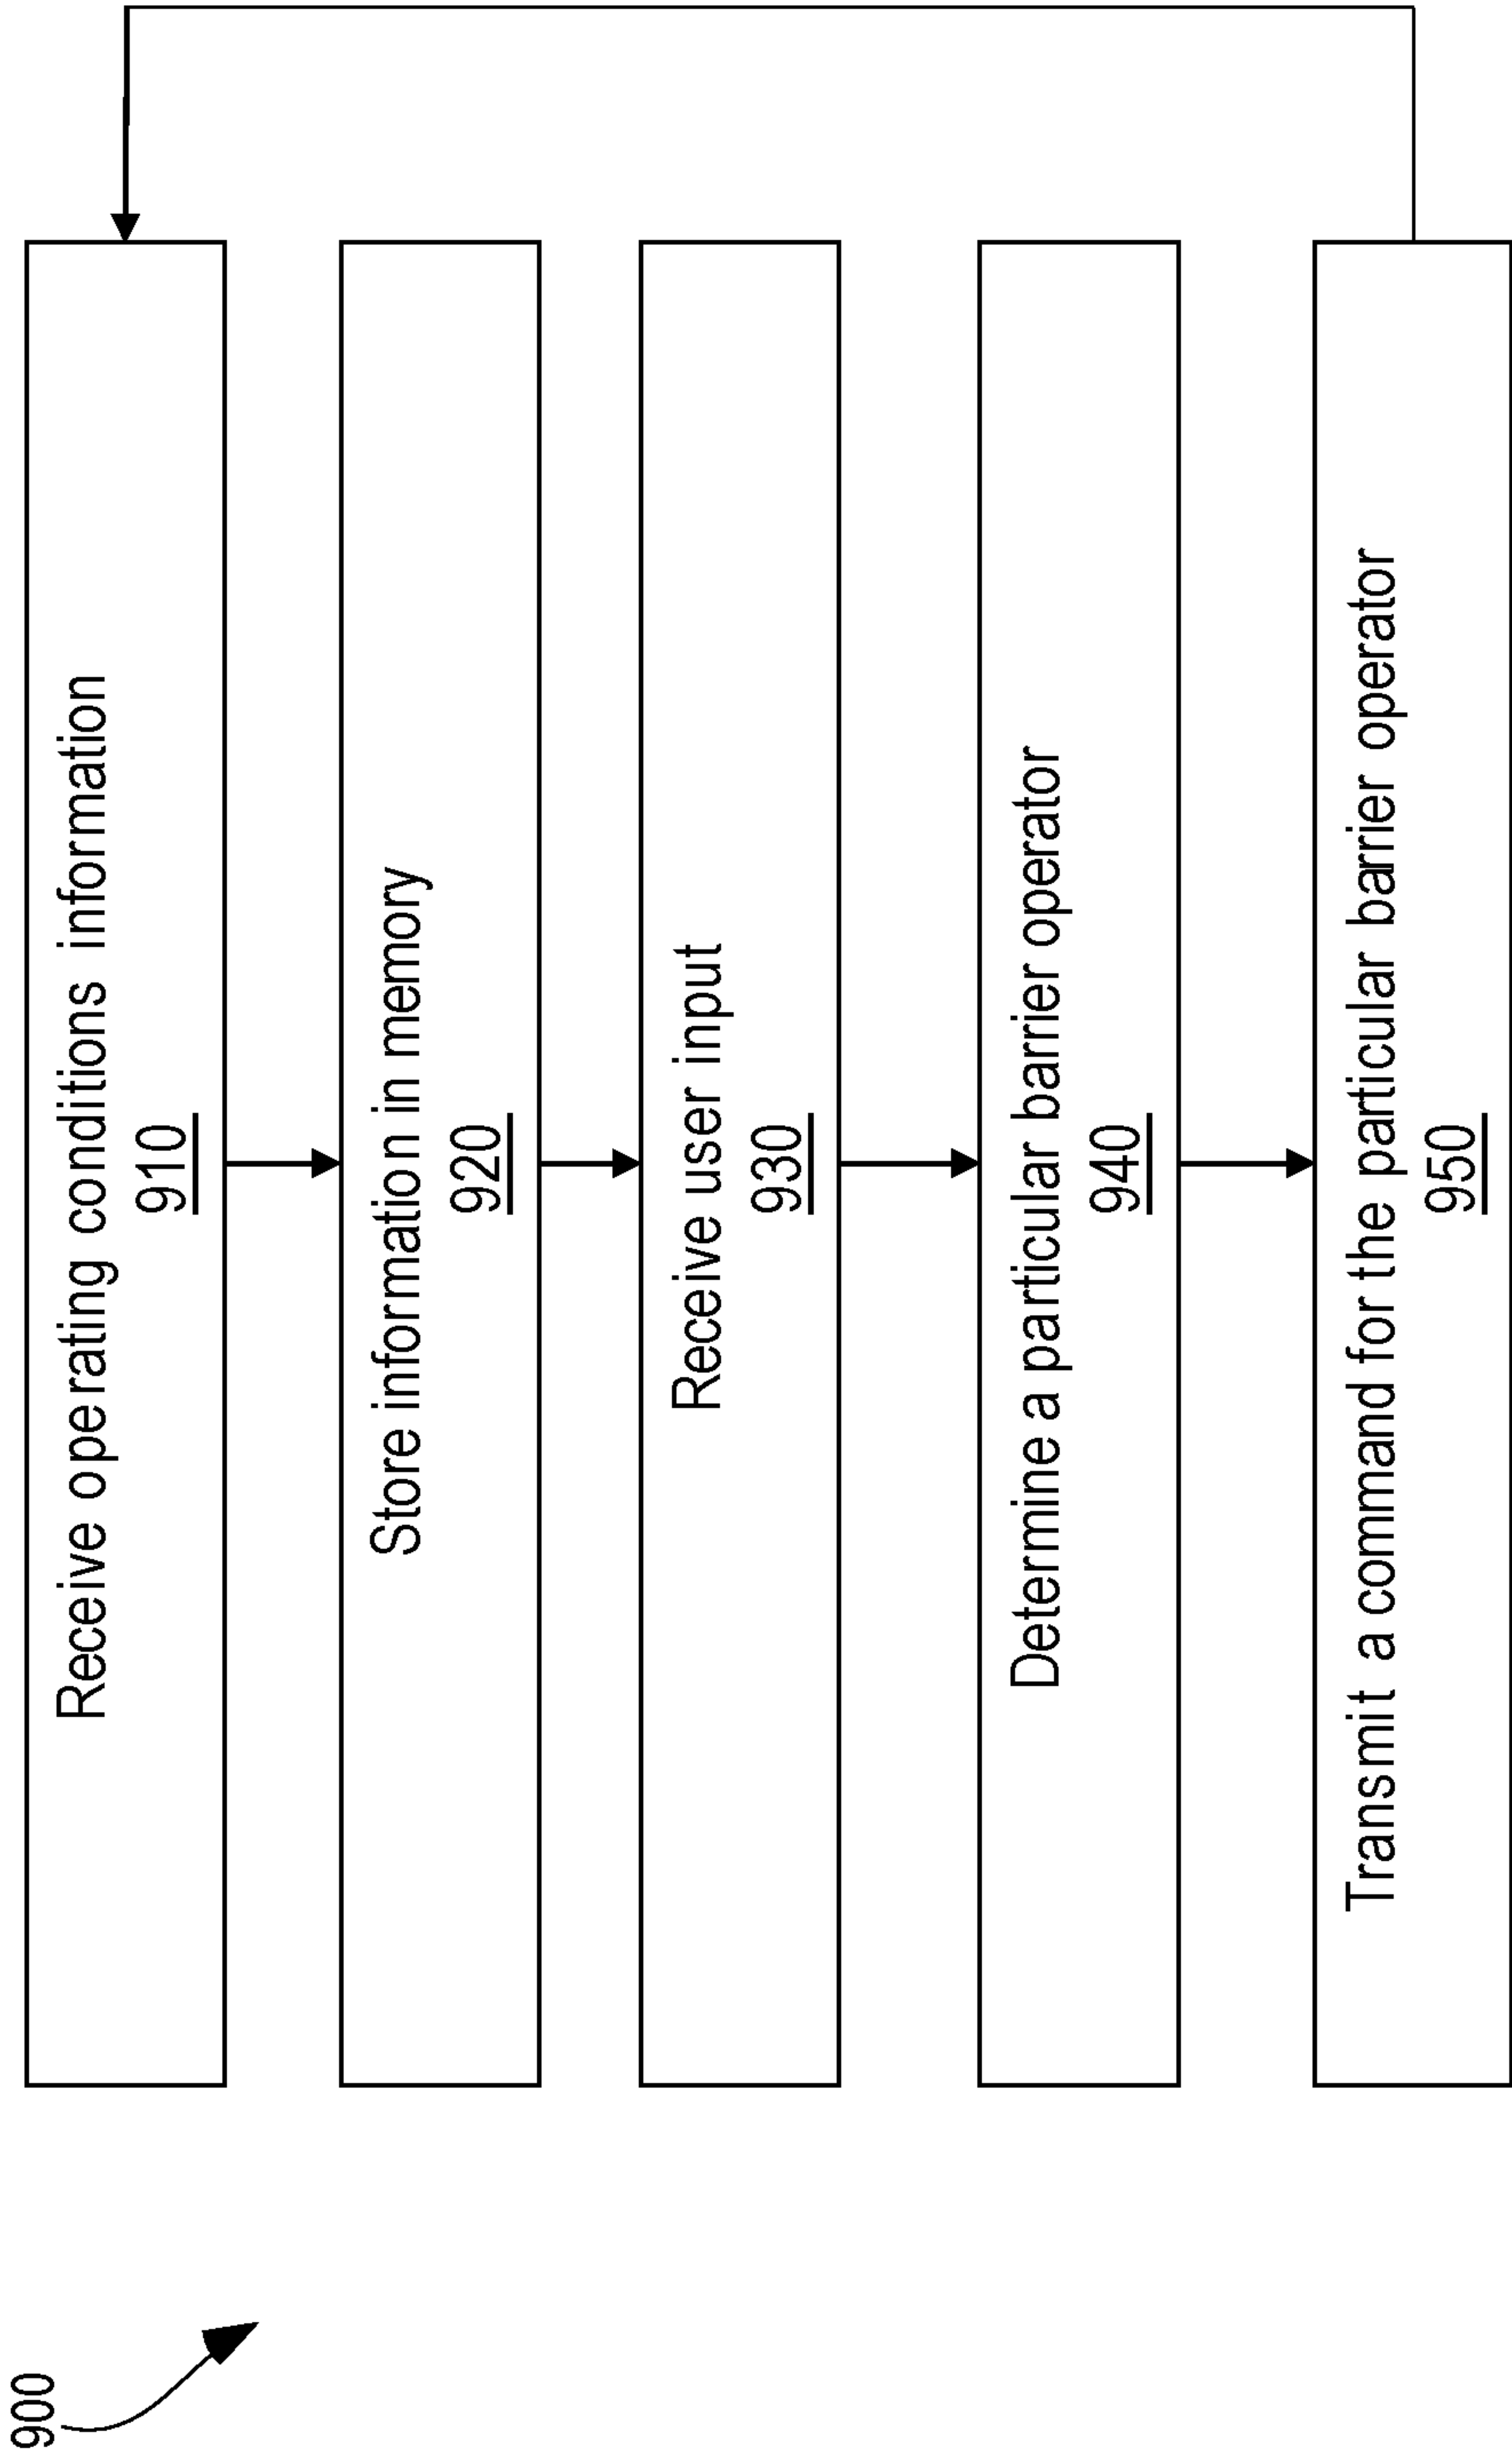 900
Receive operating conditions information
910
Store information in memory
920
Receive user input
930
Determine a particular barrier operator
940
Transmit a command for the particular barrier operator
950